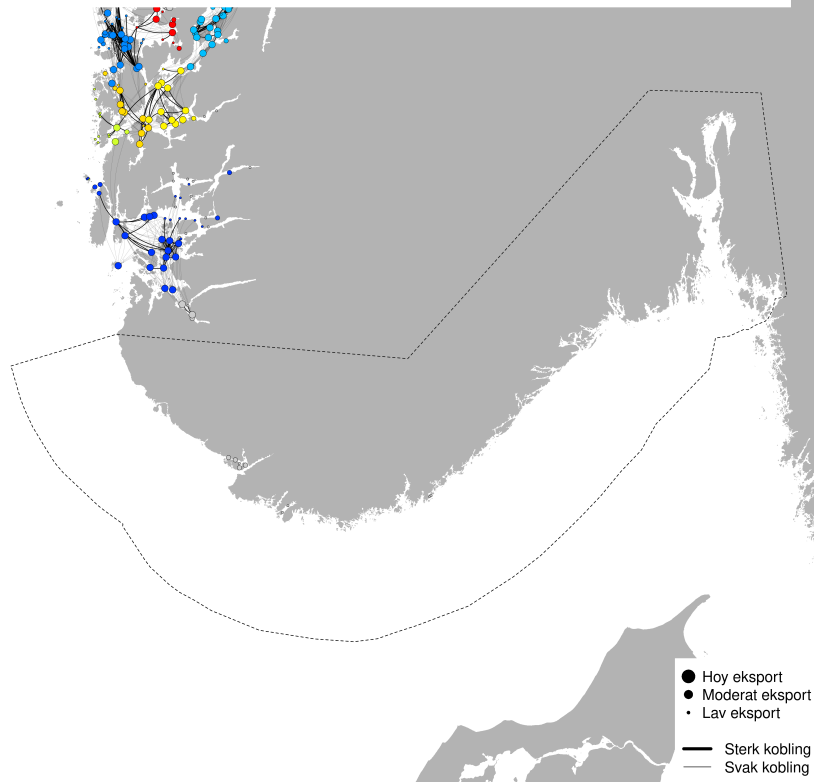 Hoy eksport
Moderat eksport
Lav eksport
Sterk kobling
Svak kobling